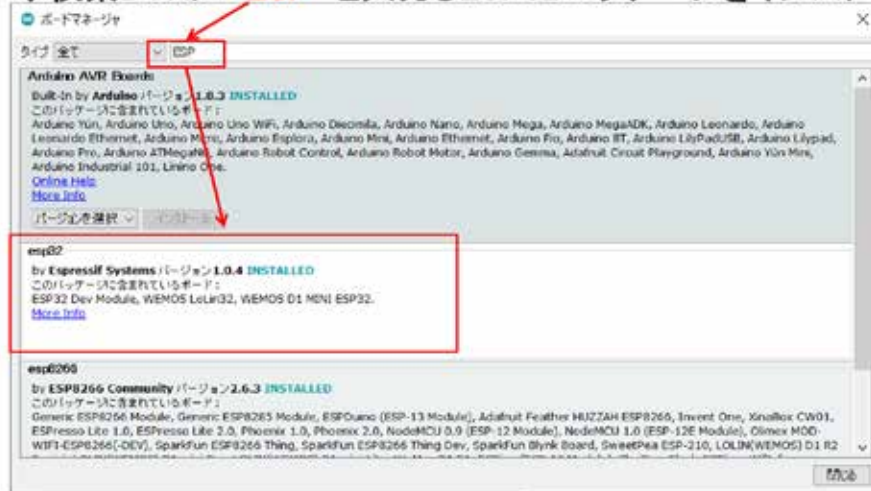 ボードマネージャ
タイプ 全て ESP
Arduino AVR Boards
Built-In by Arduino バージョン 1.8.3 INSTALLED
このパッケージに含まれているボード：
Arduino Yún, Arduino Uno, Arduino Uno WiFi, Arduino Diecimila, Arduino Nano, Arduino Mega, Arduino MegaADK, Arduino Leonardo, Arduino
Leonardo Ethernet, Arduino Micro, Arduino Esplora, Arduino Mini, Arduino Ethernet, Arduino Fio, Arduino BT, Arduino LilyPadUSB, Arduino Lilypad,
Arduino Pro, Arduino ATMegaNG, Arduino Robot Control, Arduino Robot Motor, Arduino Gemma, Adafruit Circuit Playground, Arduino Yún Mini,
Arduino Industrial 101, Linino One.
Online Help
More Info
バージョンを選択
esp32
by Espressif Systems バージョン 1.0.4 INSTALLED
このパッケージに含まれているボード：
ESP32 Dev Module, WEMOS LoLin32, WEMOS D1 MINI ESP32.
More Info
esp8266
by ESP8266 Community バージョン 2.6.3 INSTALLED
このパッケージに含まれているボード：
Generic ESP8266 Module, Generic ESP8285 Module, ESPDuino (ESP-13 Module), Adafruit Feather HUZZAH ESP8266, Invent One, XinaBox CW01,
ESPresso Lite 1.0, ESPresso Lite 2.0, Phoenix 1.0, Phoenix 2.0, NodeMCU 0.9 (ESP-12 Module), NodeMCU 1.0 (ESP-12E Module), Olimex MOD-
WIFI-ESP8266(-DEV), SparkFun ESP8266 Thing, SparkFun ESP8266 Thing Dev, SparkFun Blynk Board, SweetPea ESP-210, LOLIN(WEMOS) D1 R2
閉じる